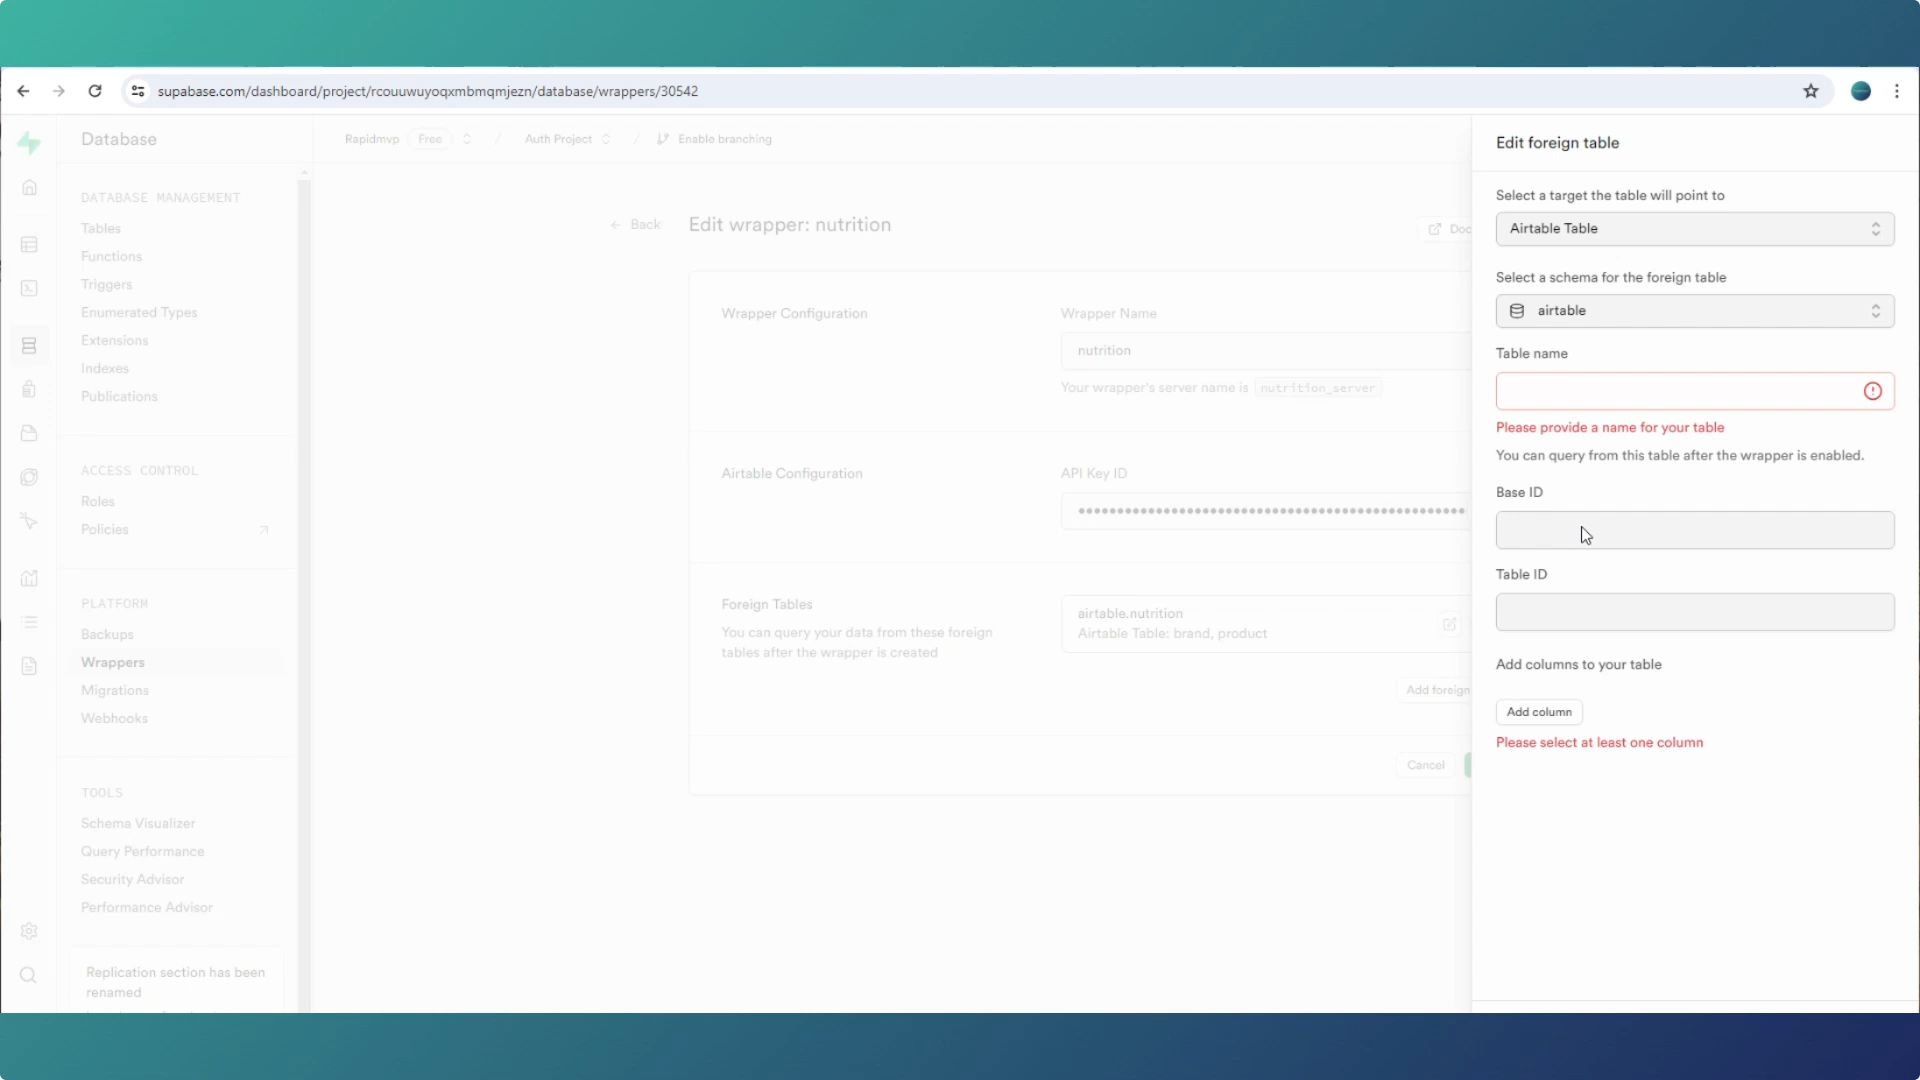 supabase.com/dashboard/project/rcouuwuyoqxmbmqmjezn/database/wrappers/30542
Database
Rapidmvp Free / Auth Project / Enable branching
DATABASE MANAGEMENT
Tables
Functions
Triggers
Enumerated Types
Extensions
Indexes
Publications
ACCESS CONTROL
Roles
Policies
PLATFORM
Backups
Wrappers
Migrations
Webhooks
TOOLS
Schema Visualizer
Query Performance
Security Advisor
Performance Advisor
Replication section has been
renamed
Back
Edit wrapper: nutrition
Doc
Wrapper Configuration
Wrapper Name
nutrition
Your wrapper's server name is nutrition_server
Airtable Configuration
API Key ID
Foreign Tables
You can query your data from these foreign
tables after the wrapper is created
airtable.nutrition
Airtable Table: brand, product
Add foreign
Cancel
Edit foreign table
Select a target the table will point to
Airtable Table
Select a schema for the foreign table
airtable
Table name
Please provide a name for your table
You can query from this table after the wrapper is enabled.
Base ID
Table ID
Add columns to your table
Add column
Please select at least one column